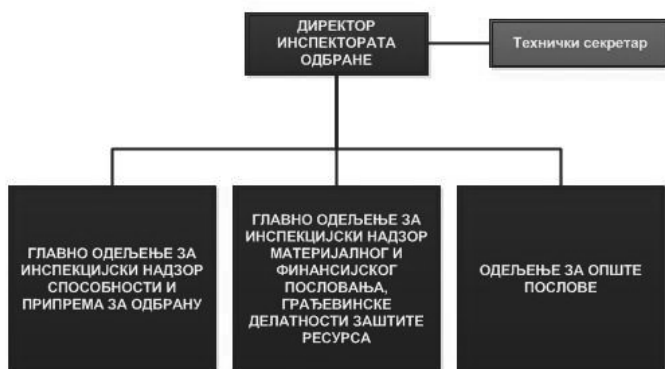 ДИРЕКТОР
ИНСПЕКТОРАТА
ОДБРАНЕ
Технички секретар
ГЛАВНО ОДЕЉЕЊЕ ЗА
ИНСПЕКЦИЈСКИ НАДЗОР
СПОСОБНОСТИ И
ПРИПРЕМА ЗА ОДБРАНУ
ГЛАВНО ОДЕЉЕЊЕ ЗА
ИНСПЕКЦИЈСКИ НАДЗОР
МАТЕРИЈАЛНОГ И
ФИНАНСИЈСКОГ
ПОСЛОВАЊА,
ГРАЂЕВИНСКЕ
ДЕЛАТНОСТИ ЗАШТИТЕ
РЕСУРСА
ОДЕЉЕЊЕ ЗА ОПШТЕ
ПОСЛОВЕ